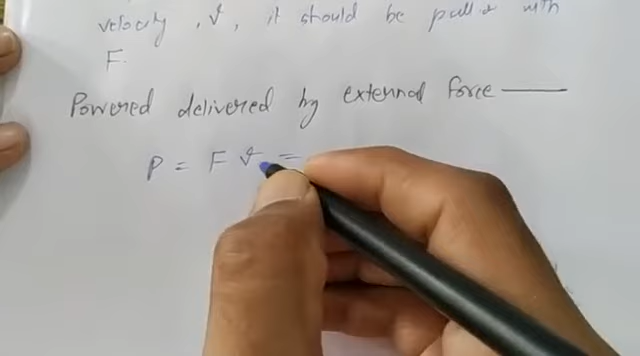 velocity, v, it should be pulled with
F.
Powered delivered by external force
P = F v =